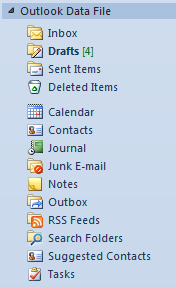 Outlook Data File
Inbox
Drafts [4]
Sent Items
Deleted Items
Calendar
Contacts
Journal
Junk E-mail
Notes
Outbox
RSS Feeds
Search Folders
Suggested Contacts
Tasks